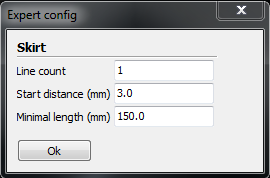 Expert config
Skirt
Line count 1
Start distance (mm) 3.0
Minimal length (mm) 150.0
Ok